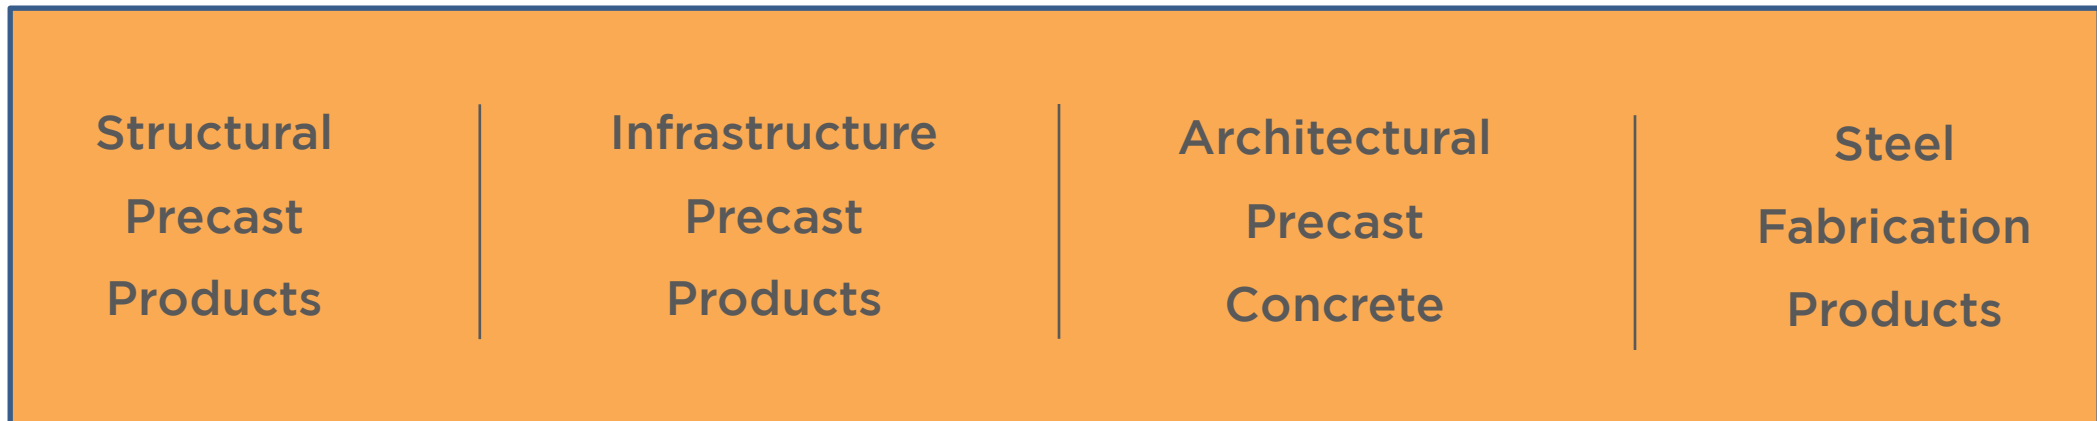 Structural
Precast
Products
Infrastructure
Precast
Products
Architectural
Precast
Concrete
Steel
Fabrication
Products